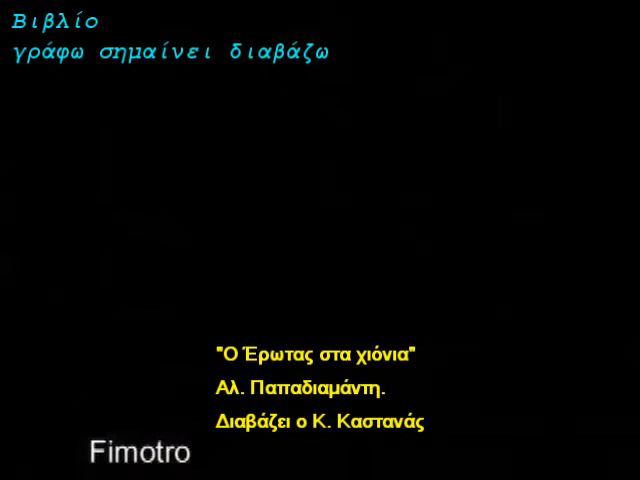 Βιβλίο
γράφω σημαίνει διαβάζω
"Ο Έρωτας στα χιόνια"
Αλ. Παπαδιαμάντη.
Διαβάζει ο Κ. Καστανάς
Fimotro